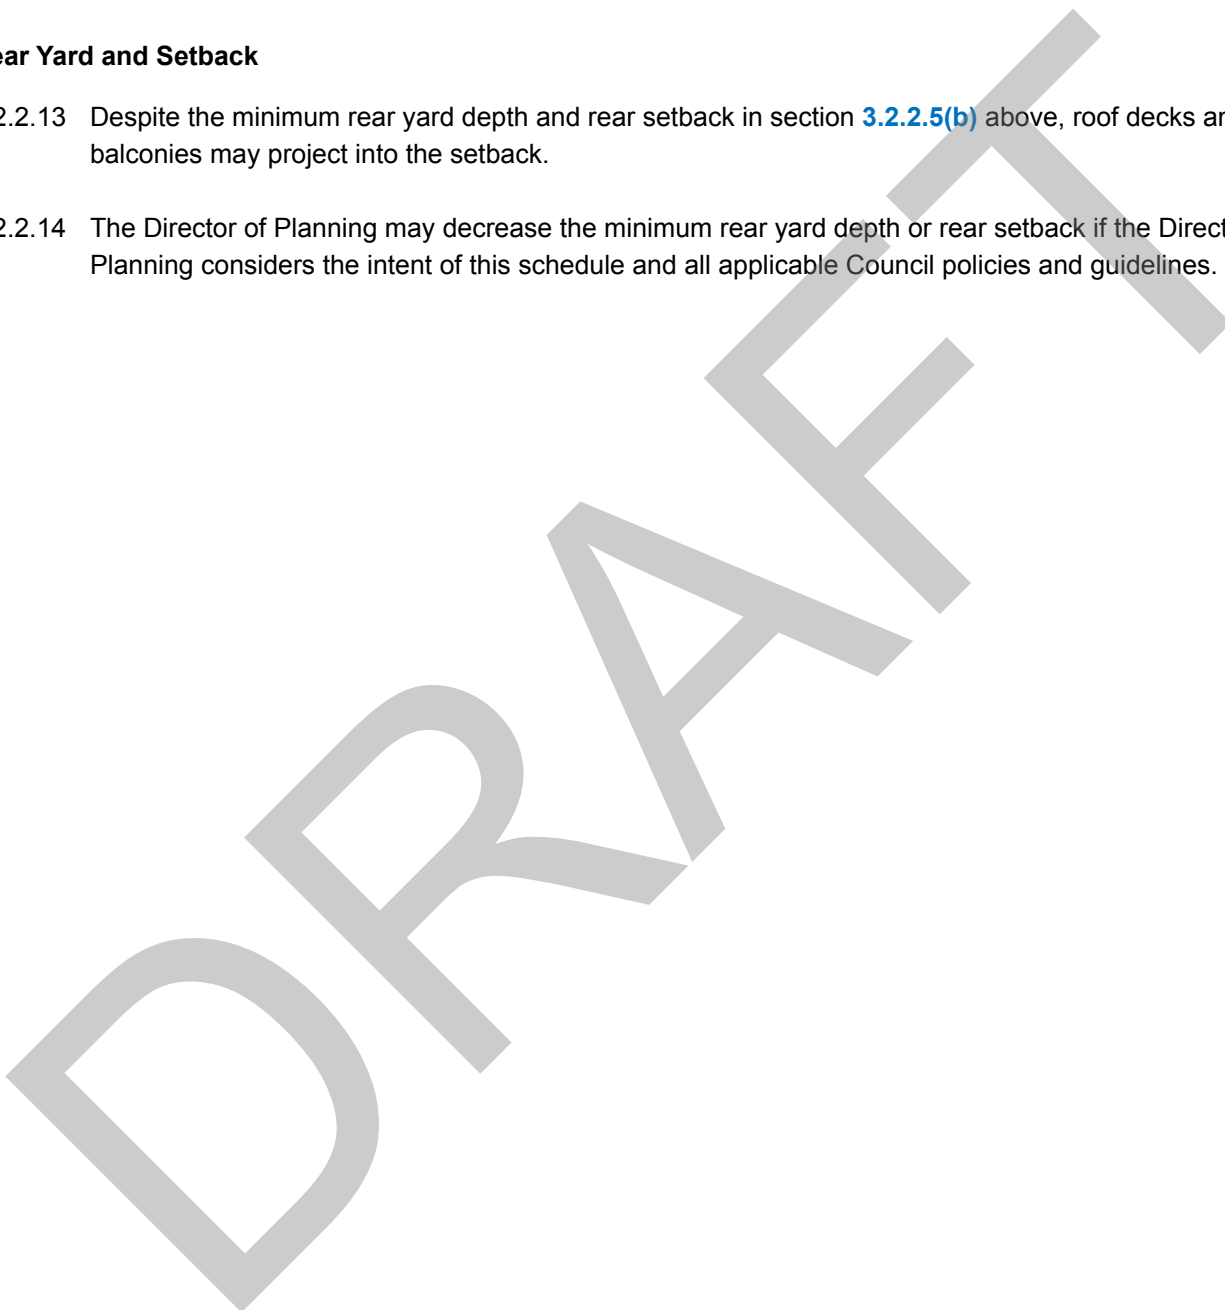 ear Yard and Setback
2.2.13 Despite the minimum rear yard depth and rear setback in section 3.2.2.5(b) above, roof decks an
balconies may project into the setback.
2.2.14 The Director of Planning may decrease the minimum rear yard depth or rear setback if the Direct
Planning considers the intent of this schedule and all applicable Council policies and guidelines.
DRAFT